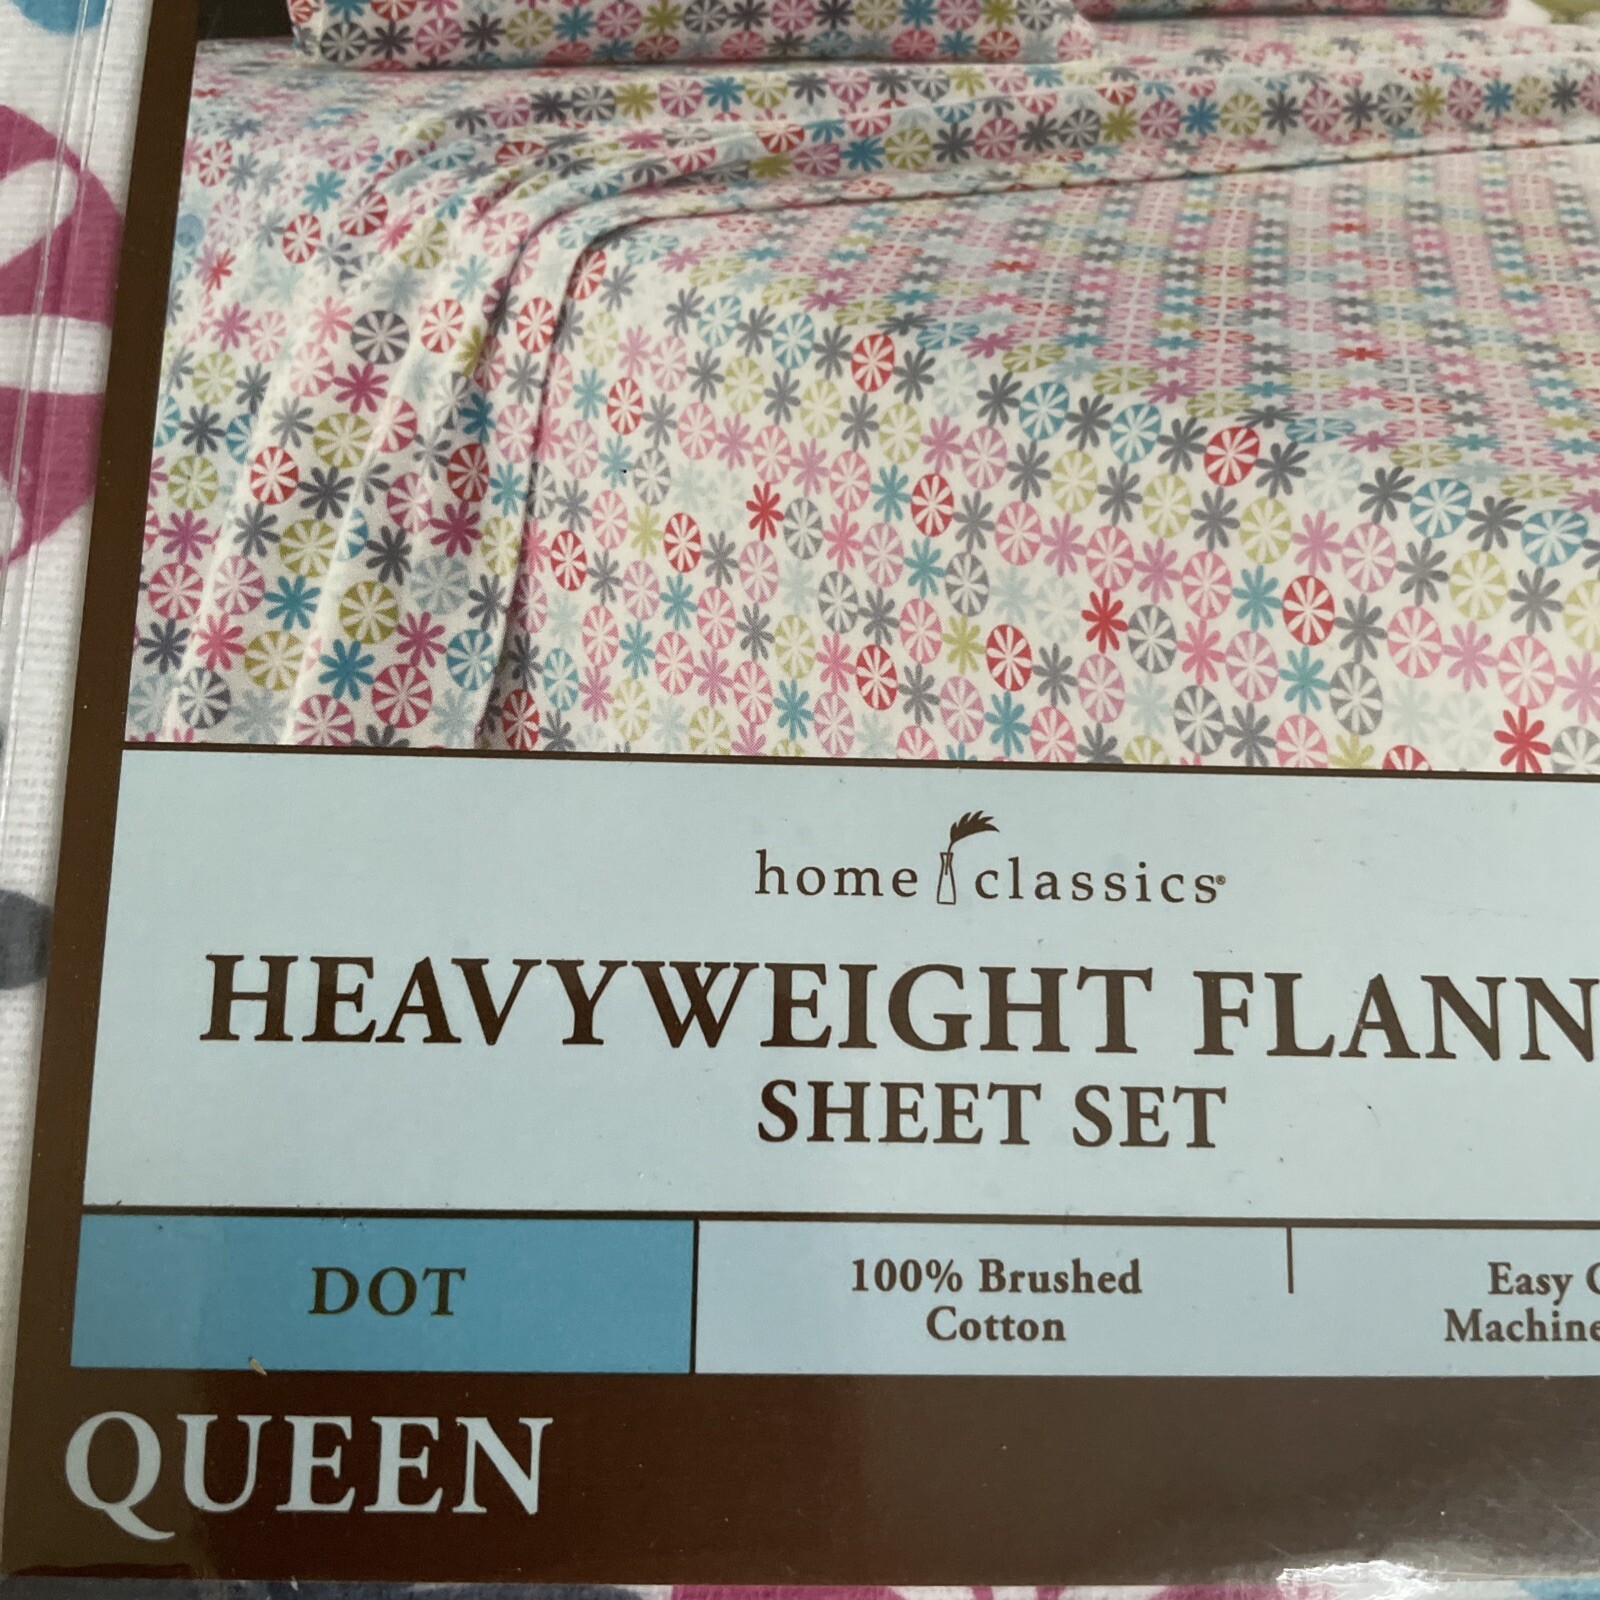 home classics®
HEAVYWEIGHT FLANN
SHEET SET
DOT
100% Brushed
Cotton
Easy C
Machine
QUEEN